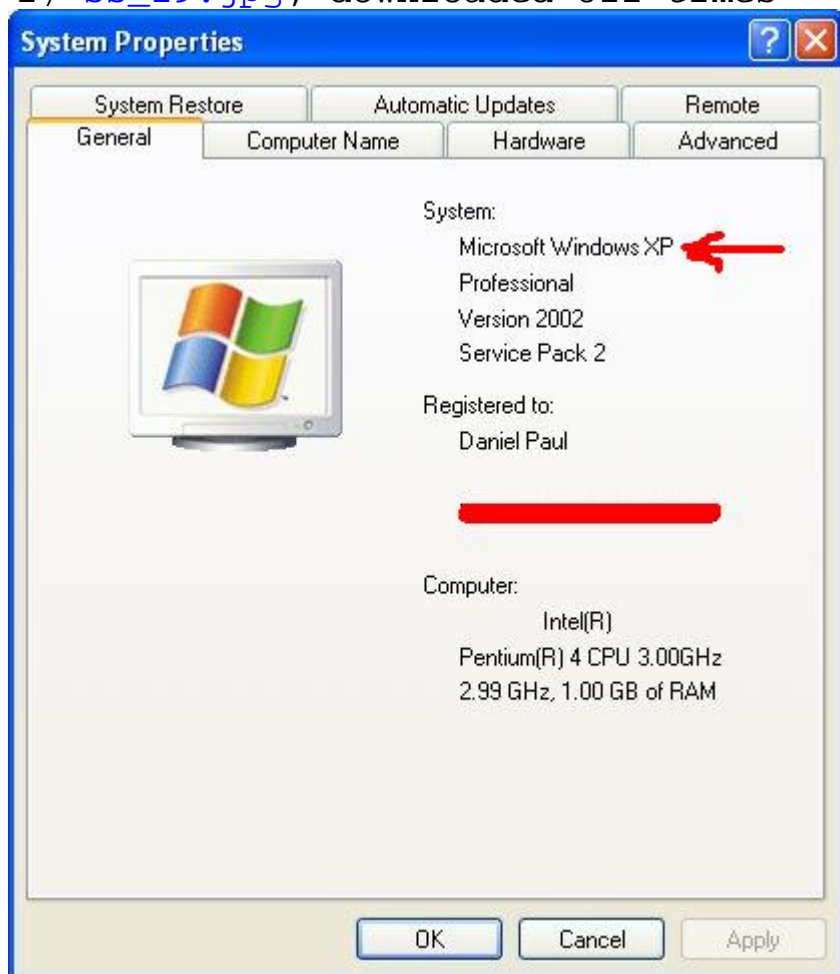 System Properties
System Restore Automatic Updates Remote
General Computer Name Hardware Advanced
System:
Microsoft Windows XP
Professional
Version 2002
Service Pack 2
Registered to:
Daniel Paul
Computer:
Intel(R)
Pentium(R) 4 CPU 3.00GHz
2.99 GHz, 1.00 GB of RAM
OK Cancel Apply